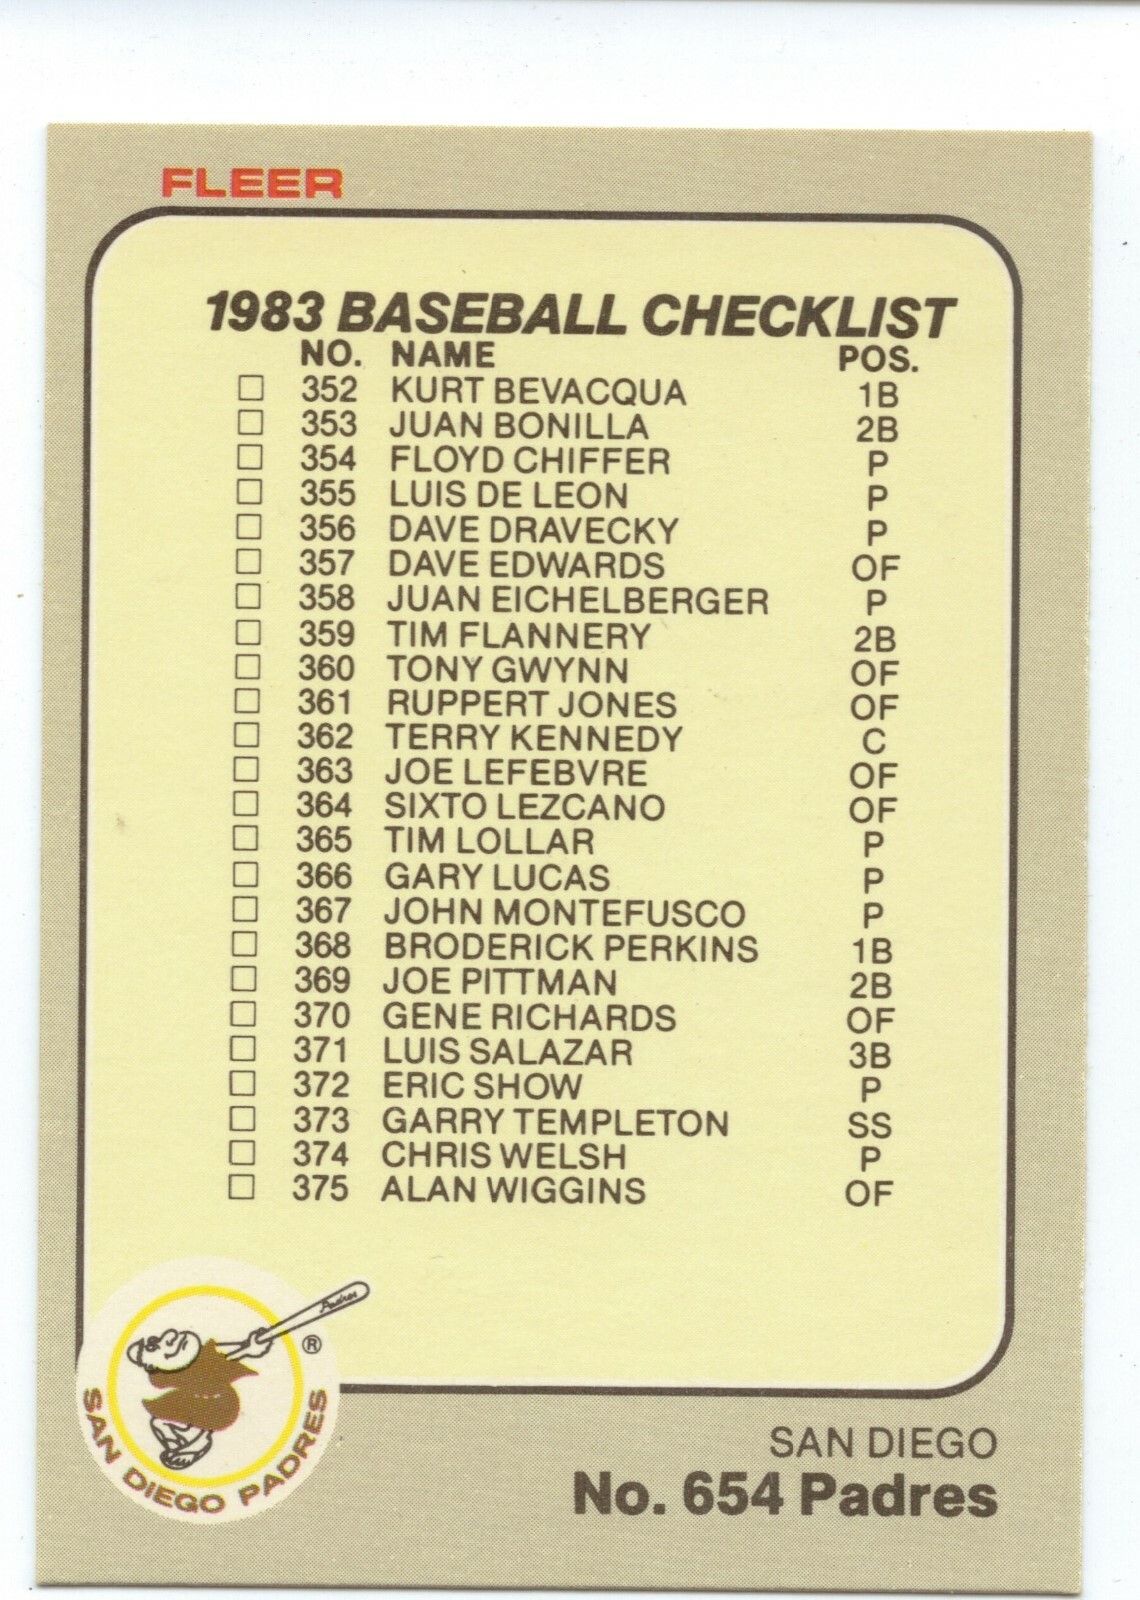 FLEER
1983 BASEBALL CHECKLIST
NO. NAME POS.
352 KURT BEVACQUA 1B
353 JUAN BONILLA 2B
354 FLOYD CHIFFER P
355 LUIS DE LEON P
356 DAVE DRAVECKY P
357 DAVE EDWARDS OF
358 JUAN EICHELBERGER P
359 TIM FLANNERY 2B
360 TONY GWYNN OF
361 RUPPERT JONES OF
362 TERRY KENNEDY C
363 JOE LEFEBVRE OF
364 SIXTO LEZCANO OF
365 TIM LOLLAR P
366 GARY LUCAS P
367 JOHN MONTEFUSCO P
368 BRODERICK PERKINS 1B
369 JOE PITTMAN 2B
370 GENE RICHARDS OF
371 LUIS SALAZAR 3B
372 ERIC SHOW P
373 GARRY TEMPLETON SS
374 CHRIS WELSH P
375 ALAN WIGGINS OF
Padres
®
SAN DIEGO PADRES
SAN DIEGO
No. 654 Padres